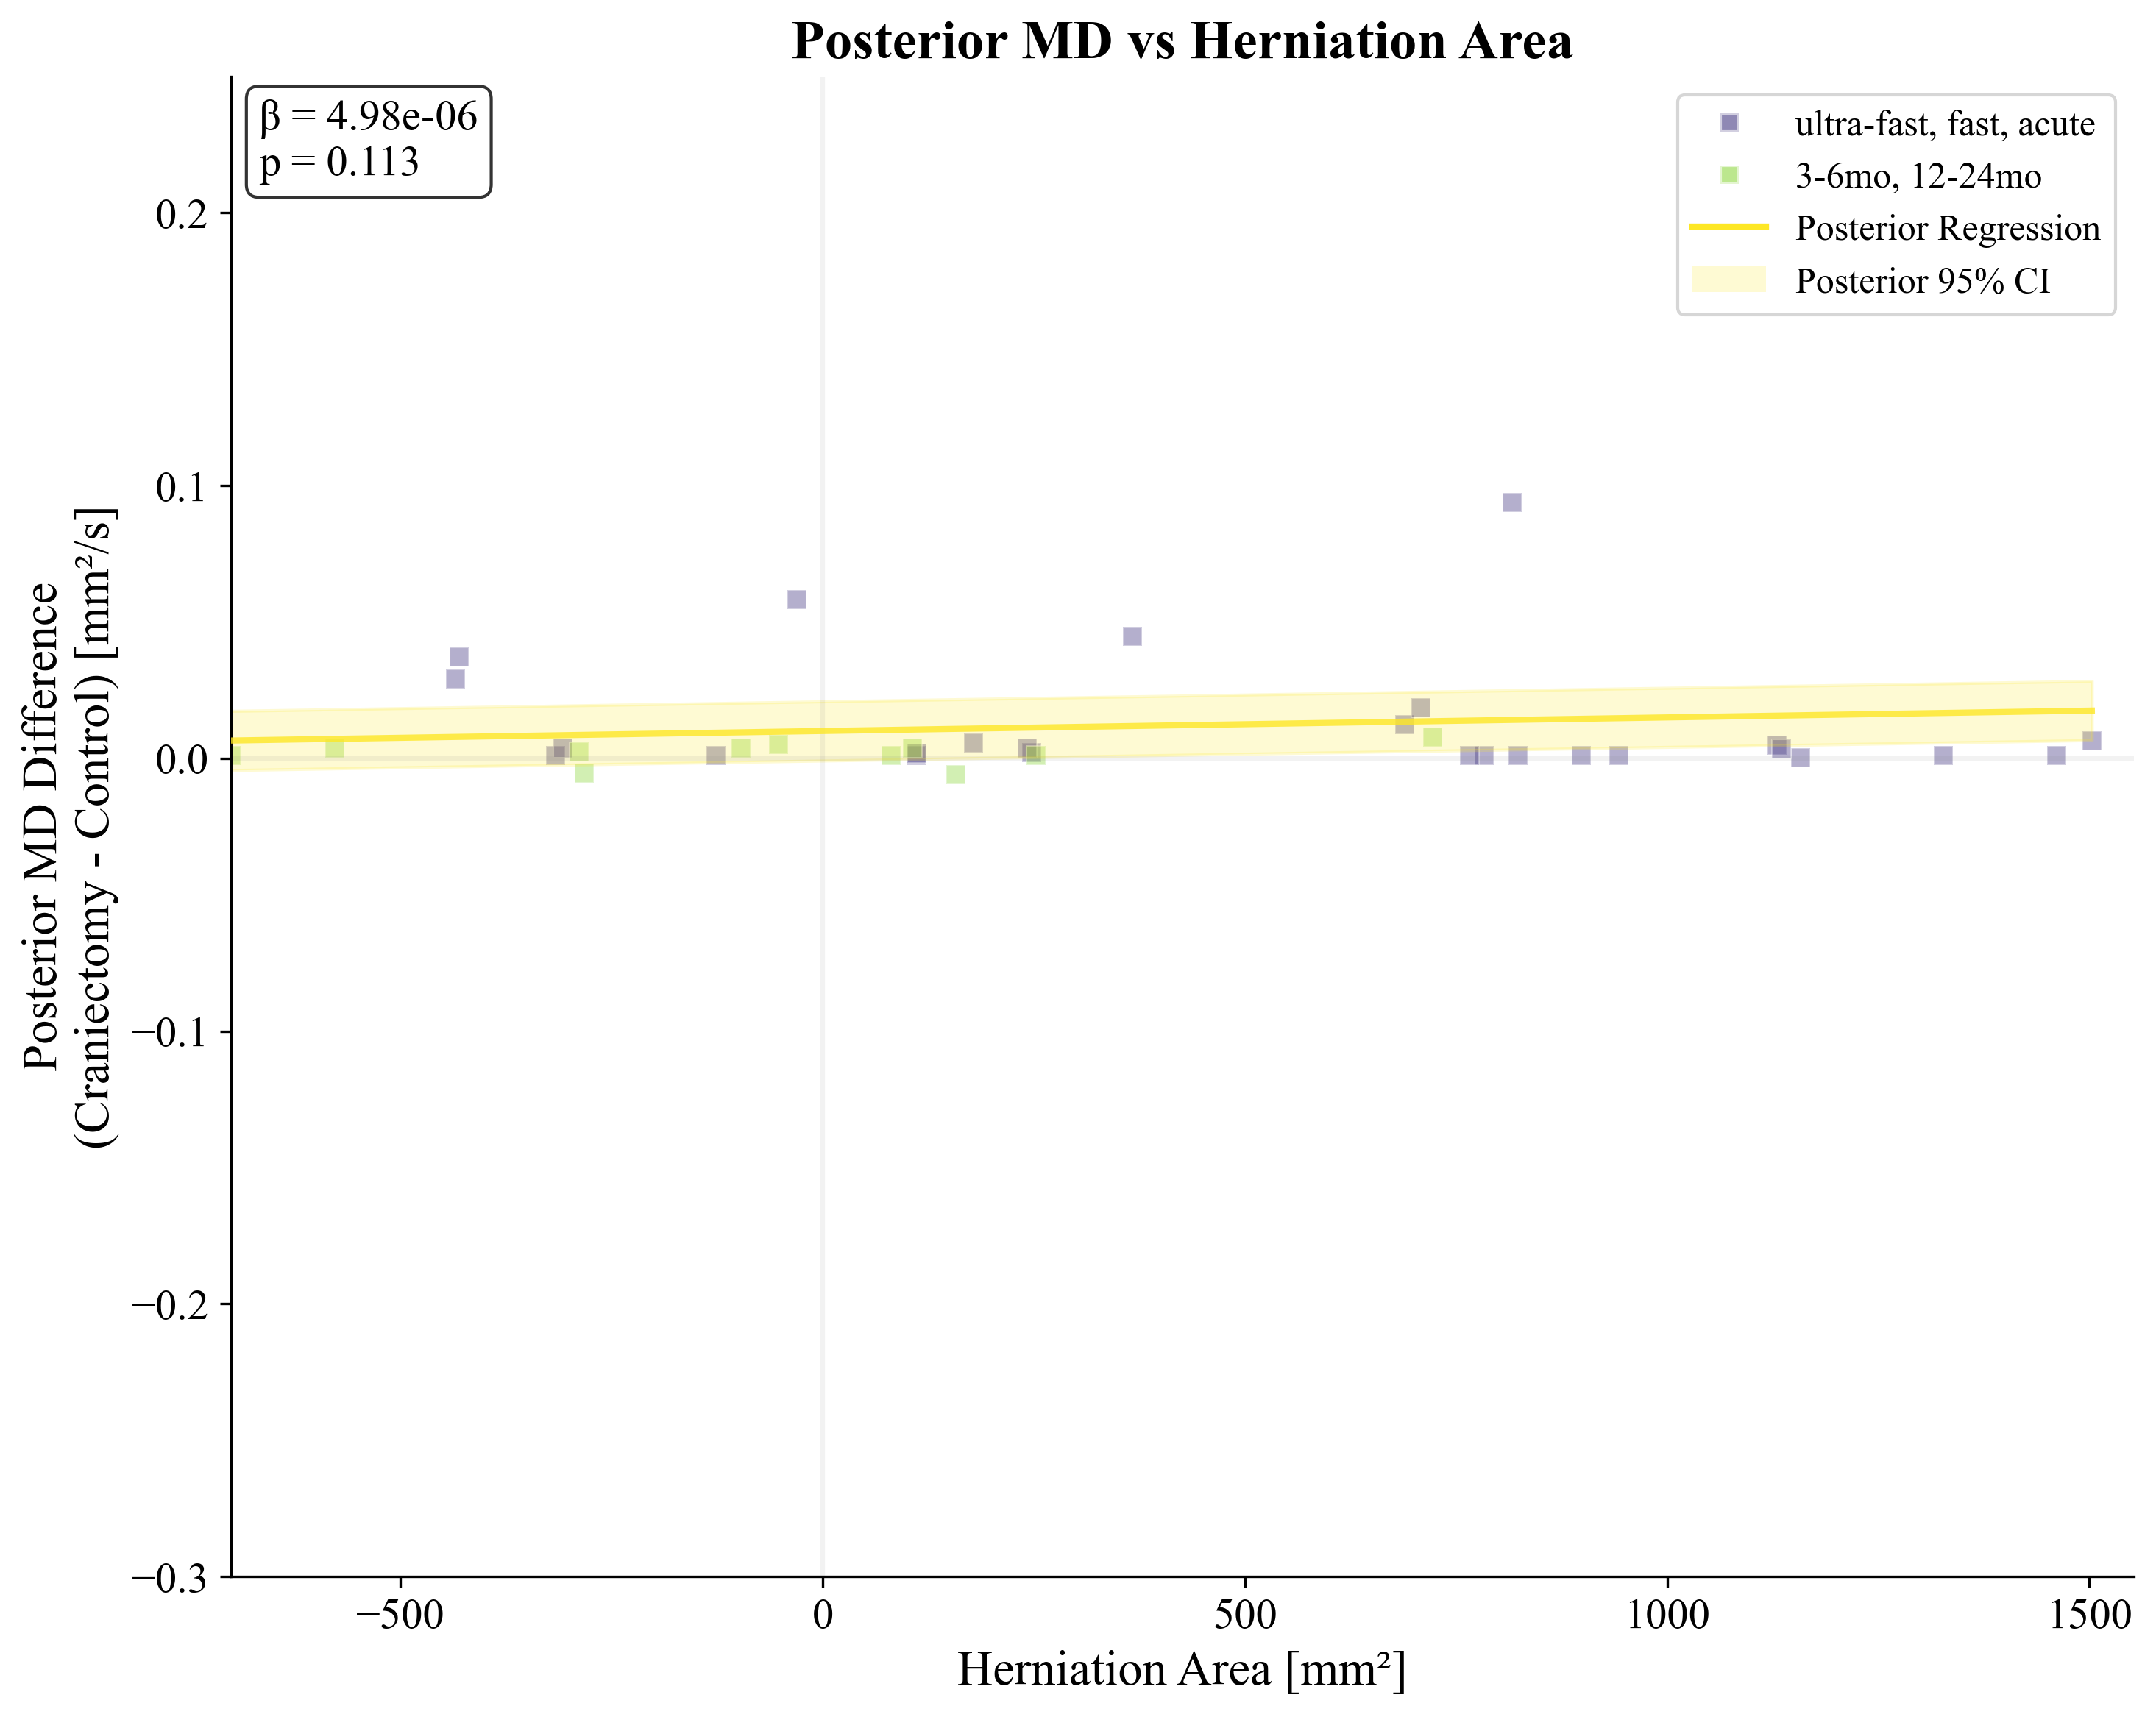 Posterior MD vs Herniation Area
β = 4.98e-06
p = 0.113
ultra-fast, fast, acute
3-6mo, 12-24mo
Posterior Regression
Posterior 95% CI
Posterior MD Difference
(Craniectomy - Control) [mm²/s]
0.2
0.1
0.0
−0.1
−0.2
−0.3
−500
0
500
1000
1500
Herniation Area [mm²]